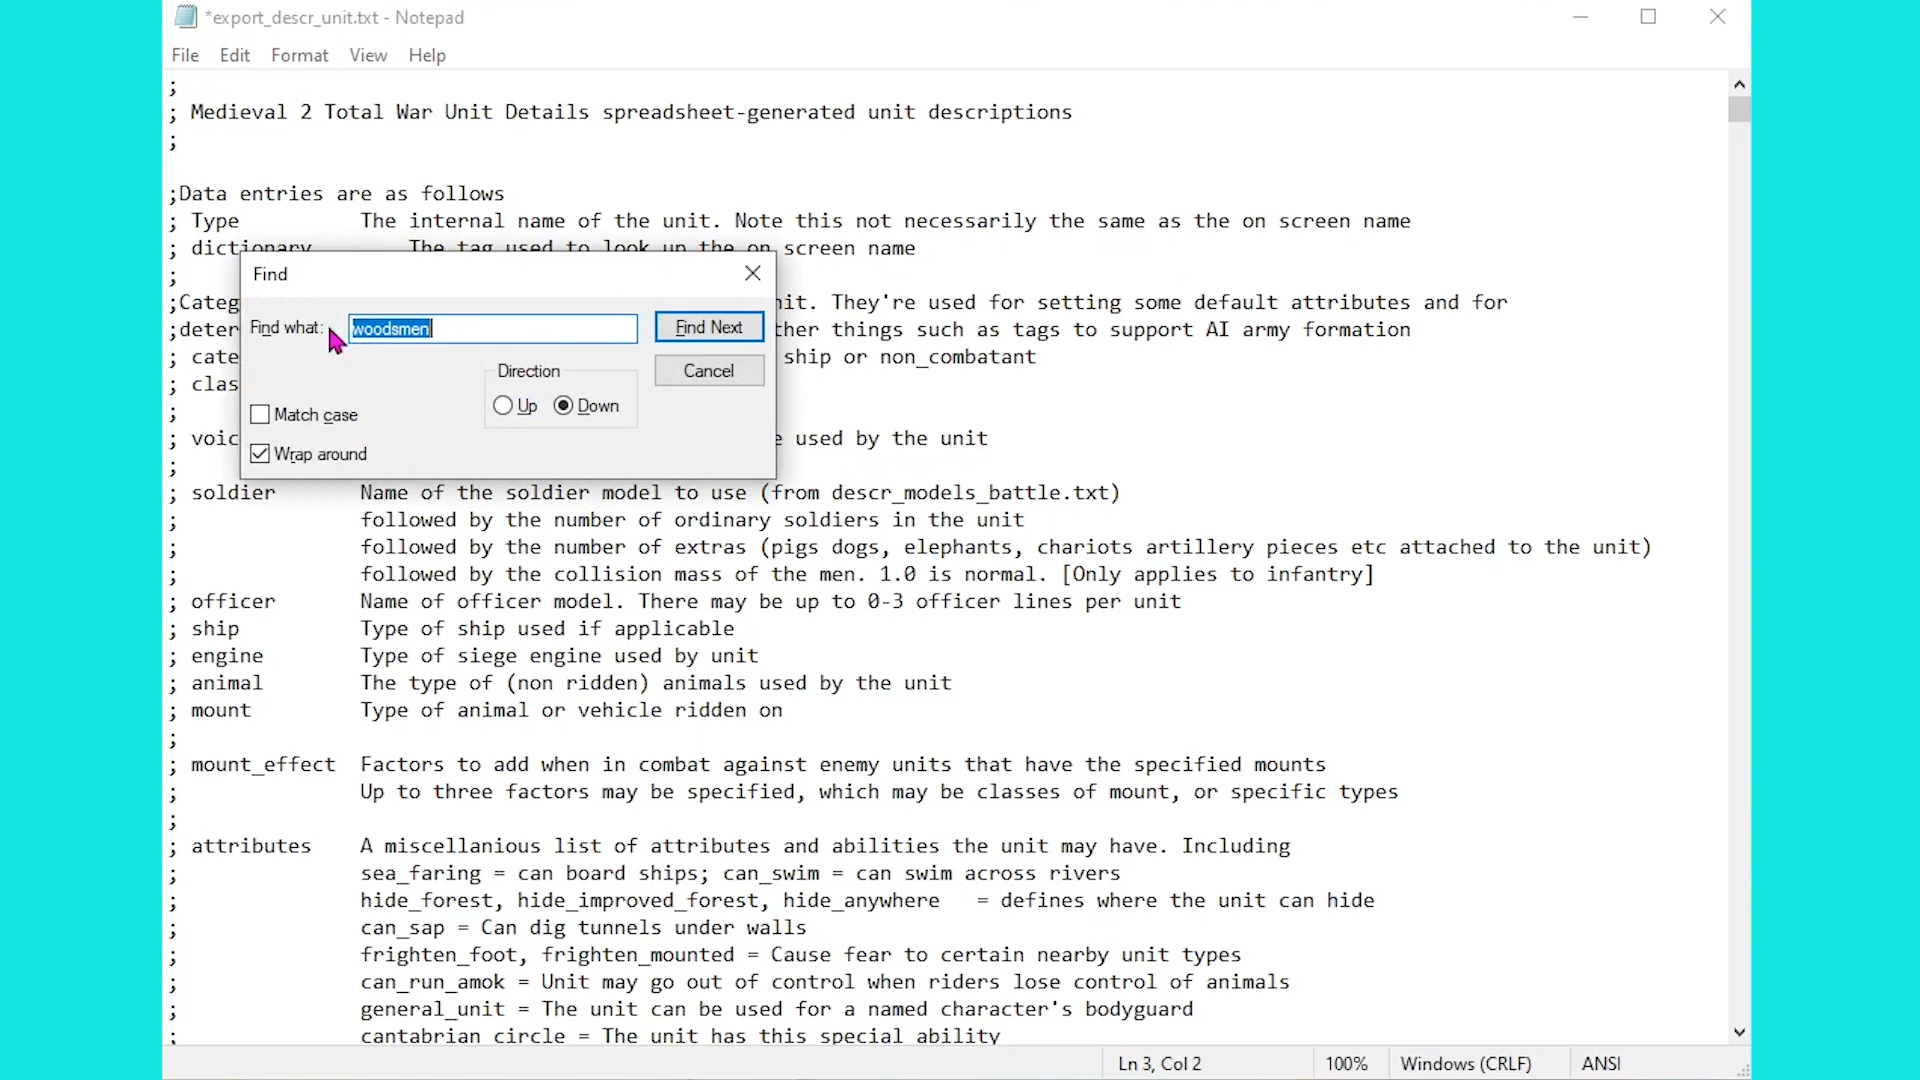 *export_descr_unit.txt - Notepad
File Edit Format View Help
;
; Medieval 2 Total War Unit Details spreadsheet-generated unit descriptions
;
;Data entries are as follows
; Type The internal name of the unit. Note this not necessarily the same as the on screen name
; dictionary The tag used to look up the on screen name
;
;Categ nit. They're used for setting some default attributes and for
;deter ther things such as tags to support AI army formation
; cate ship or non_combatant
; clas
;
; voic e used by the unit
;
Find
Find what: woodsmen
Find Next
Cancel
Direction
Up Down
Match case
Wrap around
; soldier Name of the soldier model to use (from descr_models_battle.txt)
; followed by the number of ordinary soldiers in the unit
; followed by the number of extras (pigs dogs, elephants, chariots artillery pieces etc attached to the unit)
; followed by the collision mass of the men. 1.0 is normal. [Only applies to infantry]
; officer Name of officer model. There may be up to 0-3 officer lines per unit
; ship Type of ship used if applicable
; engine Type of siege engine used by unit
; animal The type of (non ridden) animals used by the unit
; mount Type of animal or vehicle ridden on
;
; mount_effect Factors to add when in combat against enemy units that have the specified mounts
; Up to three factors may be specified, which may be classes of mount, or specific types
;
; attributes A miscellanious list of attributes and abilities the unit may have. Including
; sea_faring = can board ships; can_swim = can swim across rivers
; hide_forest, hide_improved_forest, hide_anywhere = defines where the unit can hide
; can_sap = Can dig tunnels under walls
; frighten_foot, frighten_mounted = Cause fear to certain nearby unit types
; can_run_amok = Unit may go out of control when riders lose control of animals
; general_unit = The unit can be used for a named character's bodyguard
; cantabrian_circle = The unit has this special ability
Ln 3, Col 2 100% Windows (CRLF) ANSI